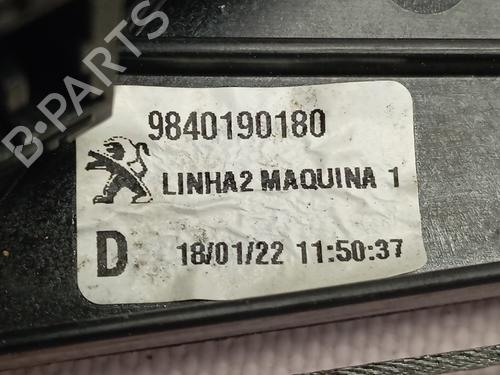 B-PARTS
9840190180
LINHA2 MAQUINA 1
D 18/01/22 11:50:37